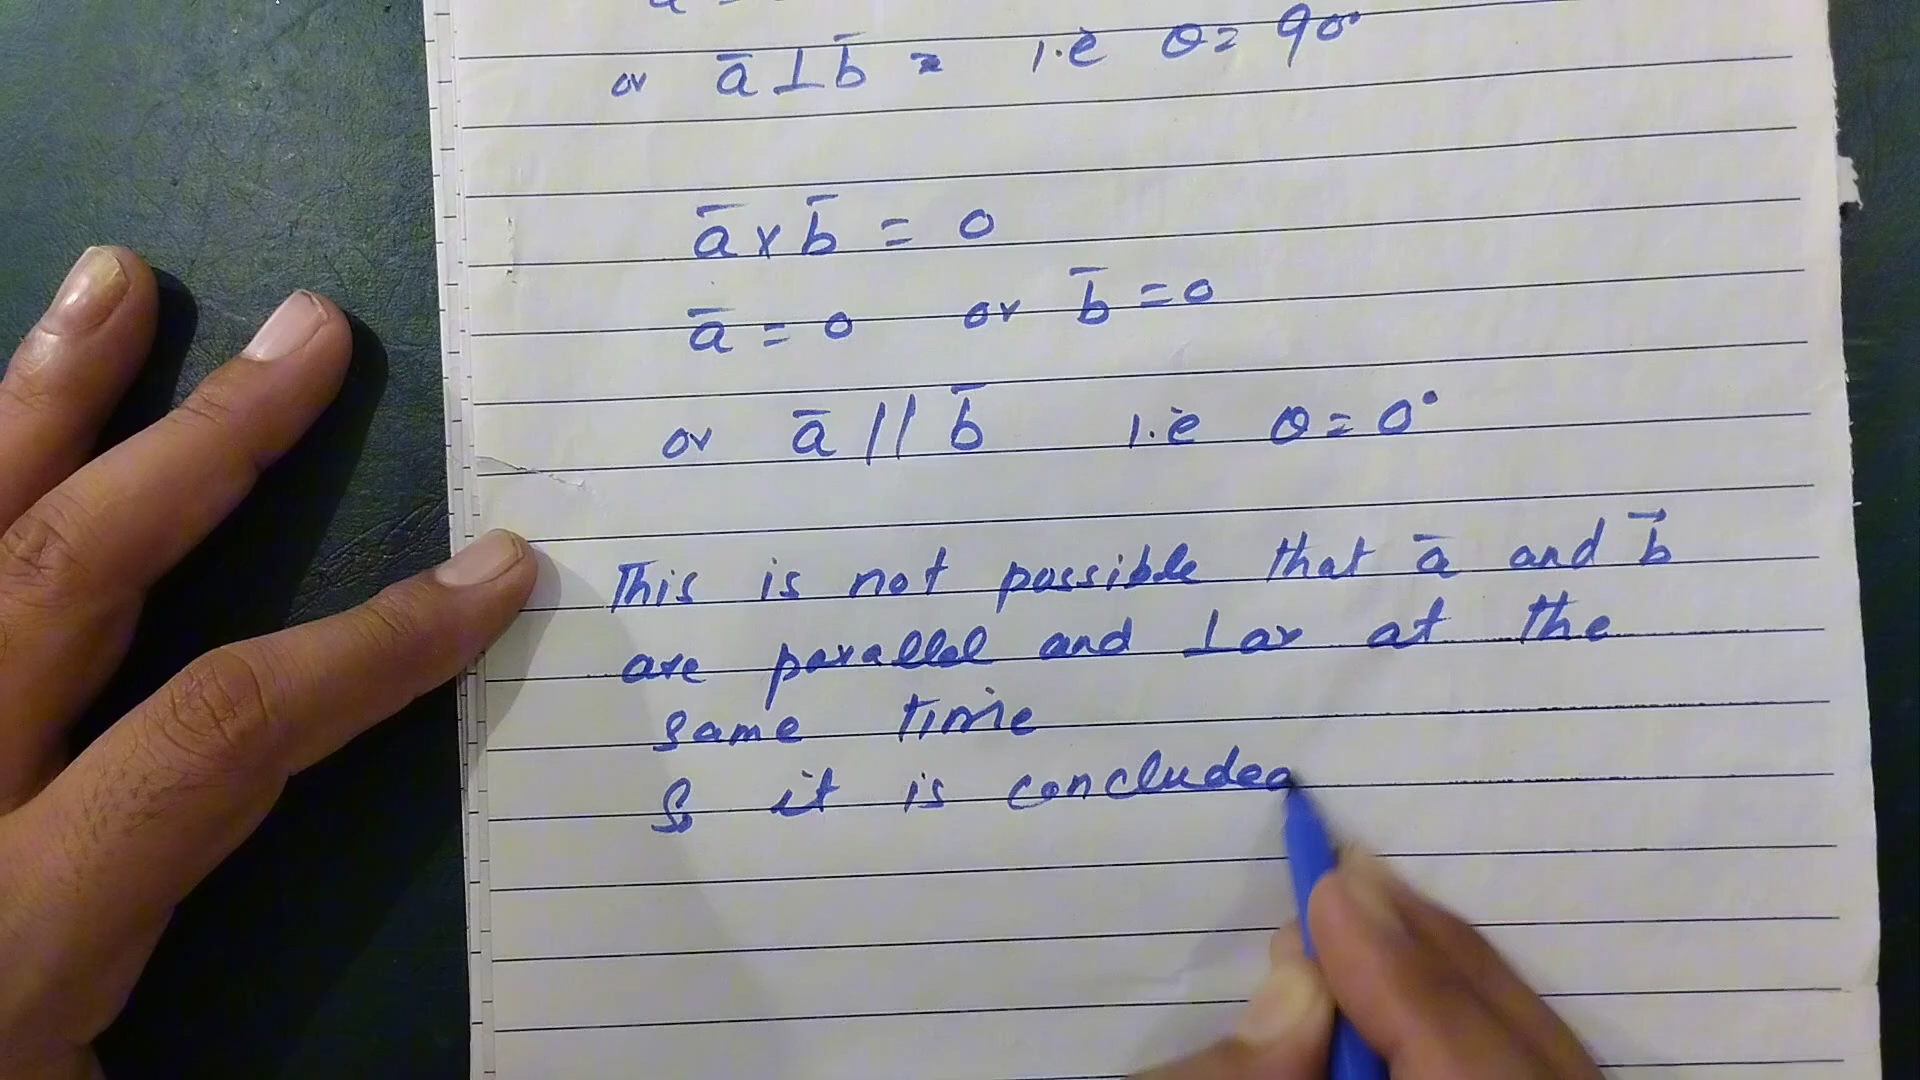 or a̅ ⊥ b̅ = i.e θ = 90°
a̅ x b̅ = 0
a̅ = 0 or b̅ = 0
or a̅ // b̅ i.e θ = 0°
This is not possible that a̅ and b⃗
are parallel and ⊥ar at the
same time
So it is concluded